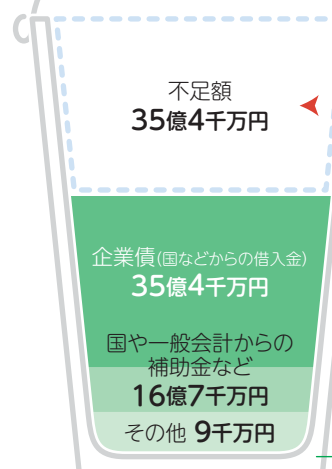 不足額
35億4千万円
企業債(国などからの借入金)
35億4千万円
国や一般会計からの
補助金など
16億7千万円
その他 9千万円